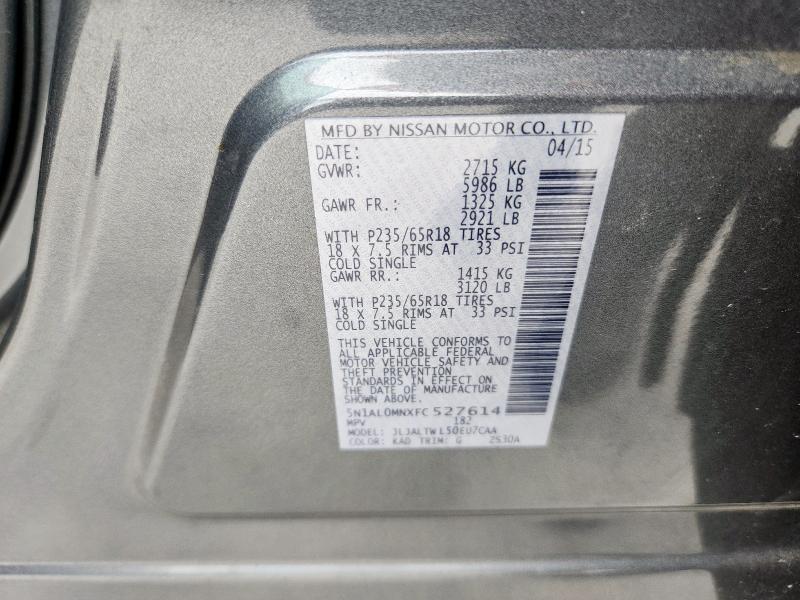 MFD BY NISSAN MOTOR CO., LTD.
DATE: 04/15
GVWR: 2715 KG
5986 LB
GAWR FR.: 1325 KG
2921 LB
WITH P235/65R18 TIRES
18 X 7.5 RIMS AT 33 PSI
COLD SINGLE
GAWR RR.: 1415 KG
3120 LB
WITH P235/65R18 TIRES
18 X 7.5 RIMS AT 33 PSI
COLD SINGLE
THIS VEHICLE CONFORMS TO
ALL APPLICABLE FEDERAL
MOTOR VEHICLE SAFETY AND
THEFT PREVENTION
STANDARDS IN EFFECT ON
THE DATE OF MANUFACTURE
SHOWN ABOVE.
5N1AL0MNXFC527614
MPV 182
MODEL: JLJALTWL50EU7CAA
COLOR: KAD TRIM: G 2S30A